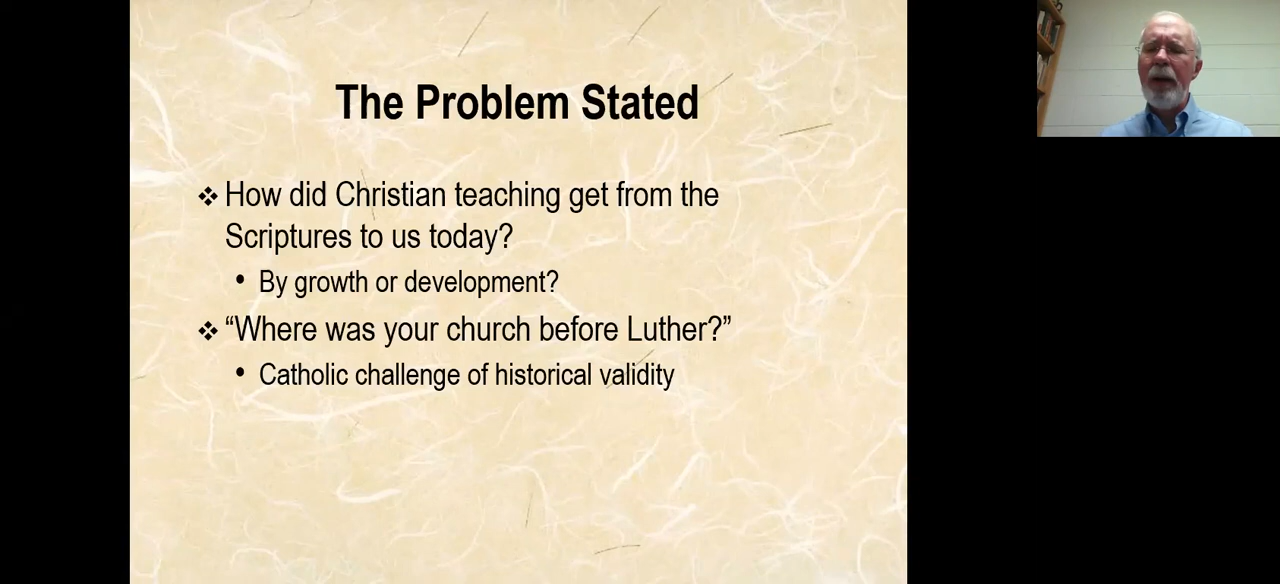 The Problem Stated
❖ How did Christian teaching get from the
Scriptures to us today?
• By growth or development?
❖ “Where was your church before Luther?”
• Catholic challenge of historical validity